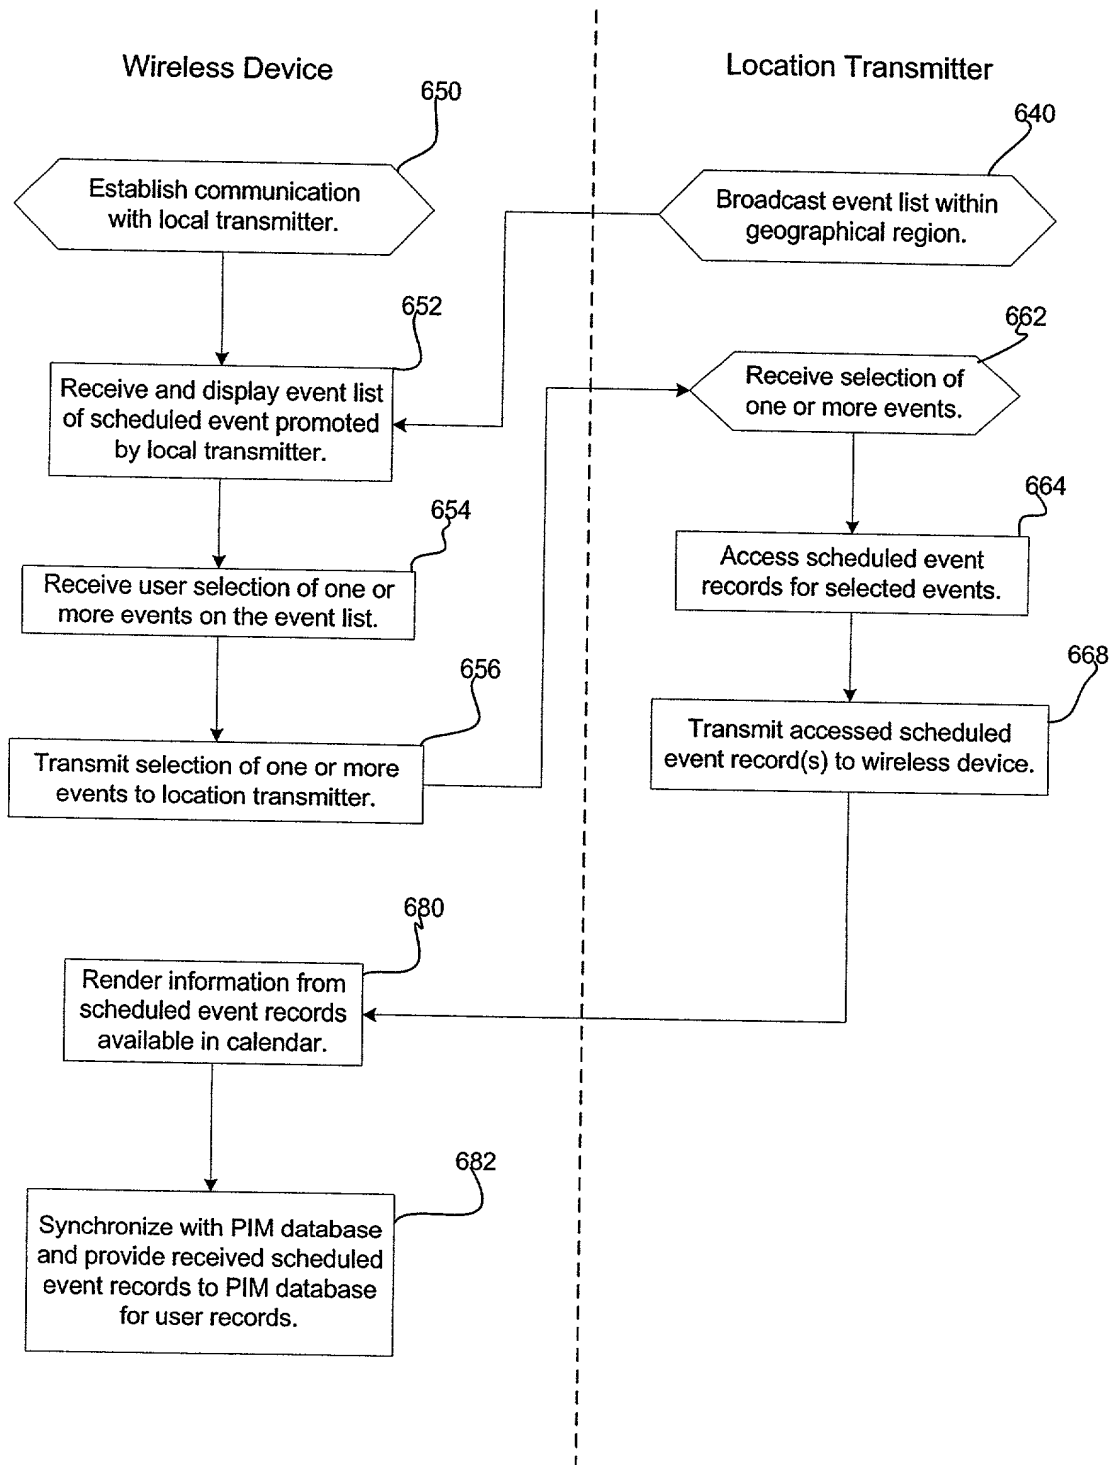 Wireless Device
Location Transmitter
650
640
Establish communication
with local transmitter.
Broadcast event list within
geographical region.
652
662
Receive and display event list
of scheduled event promoted
by local transmitter.
Receive selection of
one or more events.
654
664
Receive user selection of one or
more events on the event list.
Access scheduled event
records for selected events.
656
668
Transmit selection of one or more
events to location transmitter.
Transmit accessed scheduled
event record(s) to wireless device.
680
Render information from
scheduled event records
available in calendar.
682
Synchronize with PIM database
and provide received scheduled
event records to PIM database
for user records.